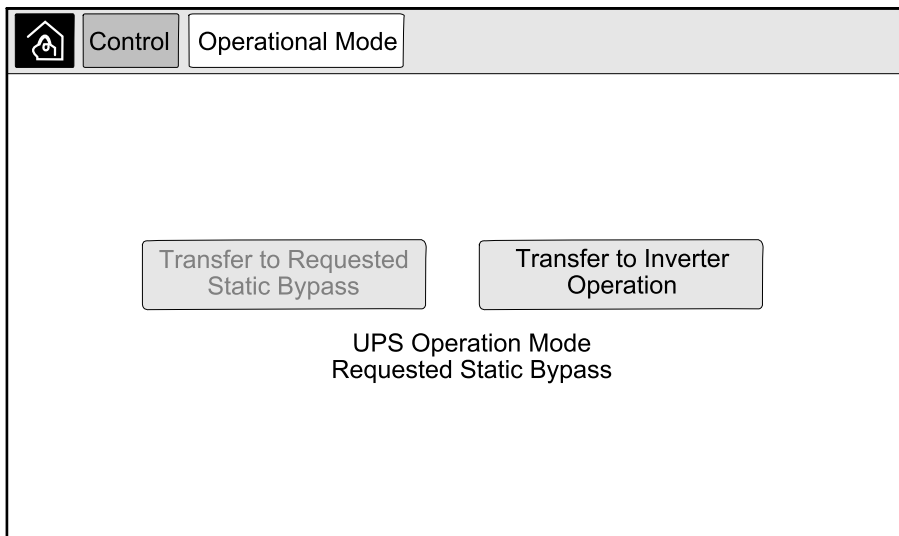 Control
Operational Mode
Transfer to Requested
Static Bypass
Transfer to Inverter
Operation
UPS Operation Mode
Requested Static Bypass